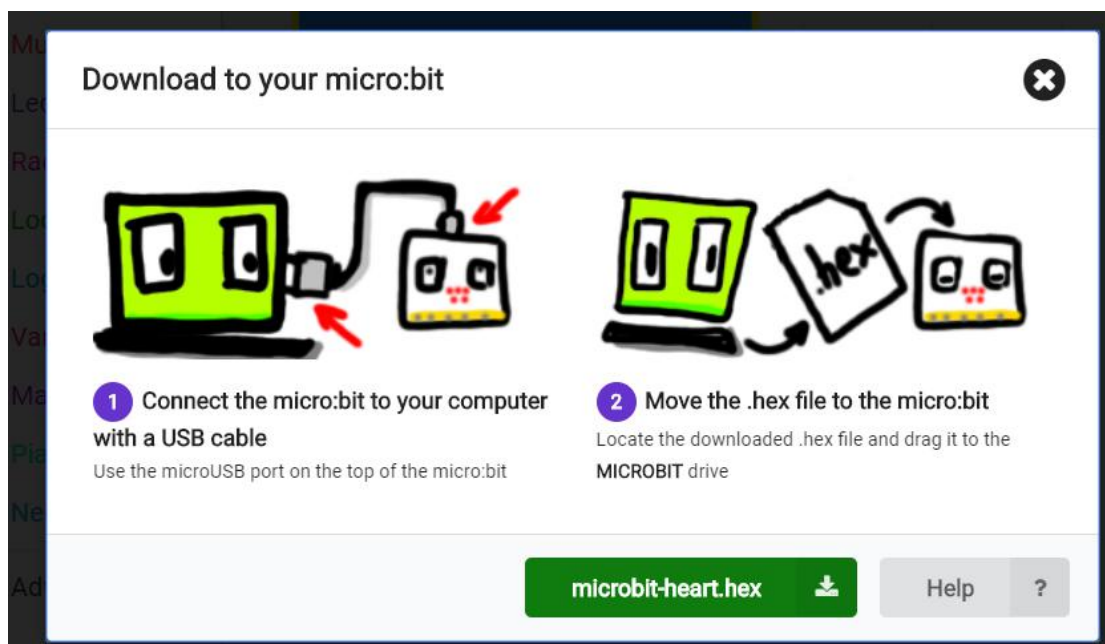 Download to your micro:bit
.hex
1 Connect the micro:bit to your computer
with a USB cable
Use the microUSB port on the top of the micro:bit
2 Move the .hex file to the micro:bit
Locate the downloaded .hex file and drag it to the
MICROBIT drive
microbit-heart.hex
Help ?